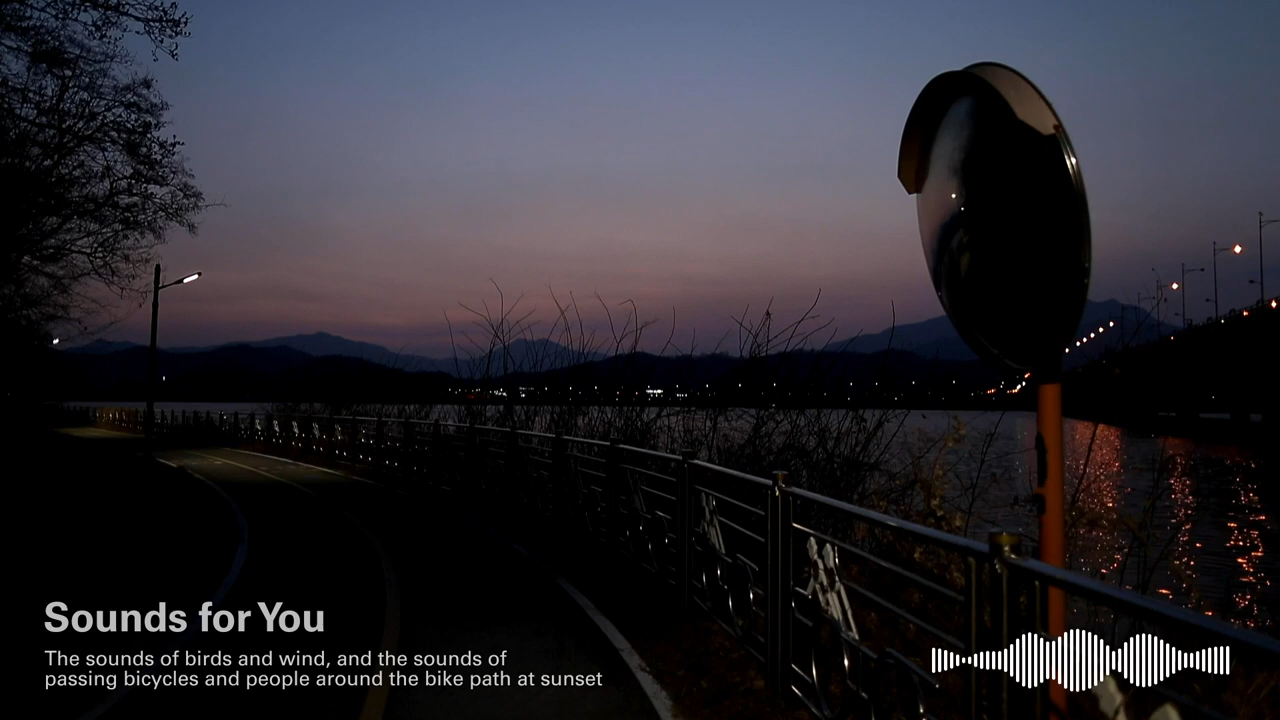 Sounds for You
The sounds of birds and wind, and the sounds of
passing bicycles and people around the bike path at sunset